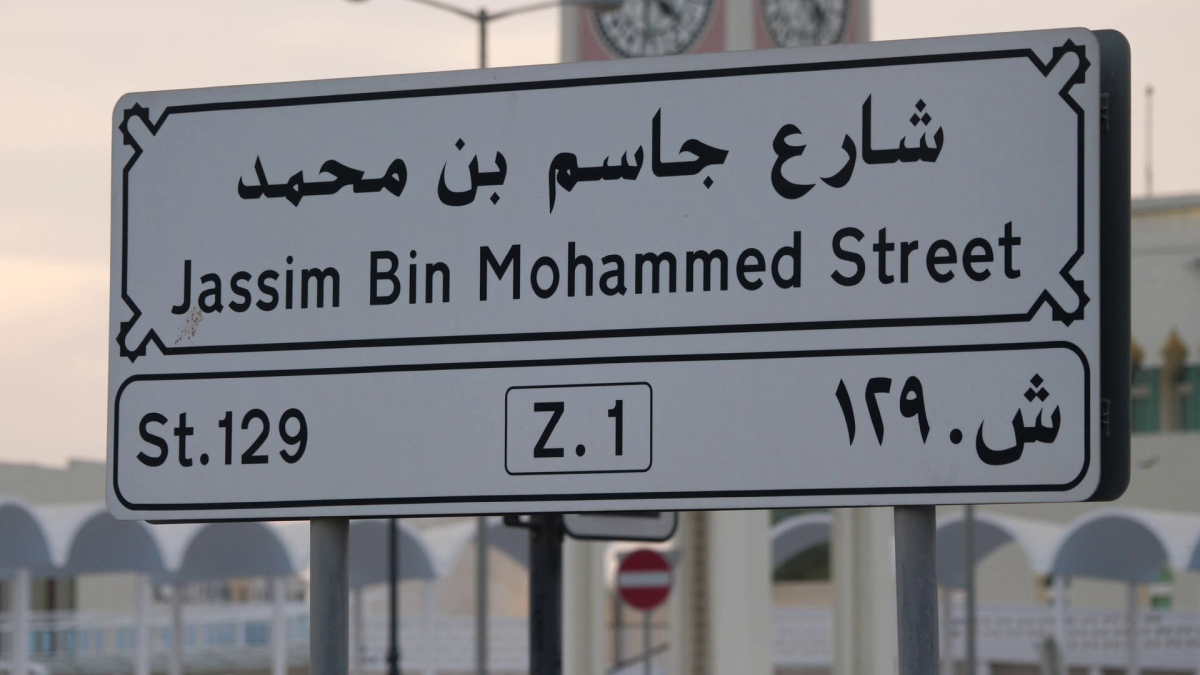 شارع جاسم بن محمد
Jassim Bin Mohammed Street
St.129 Z.1 ش.١٢٩